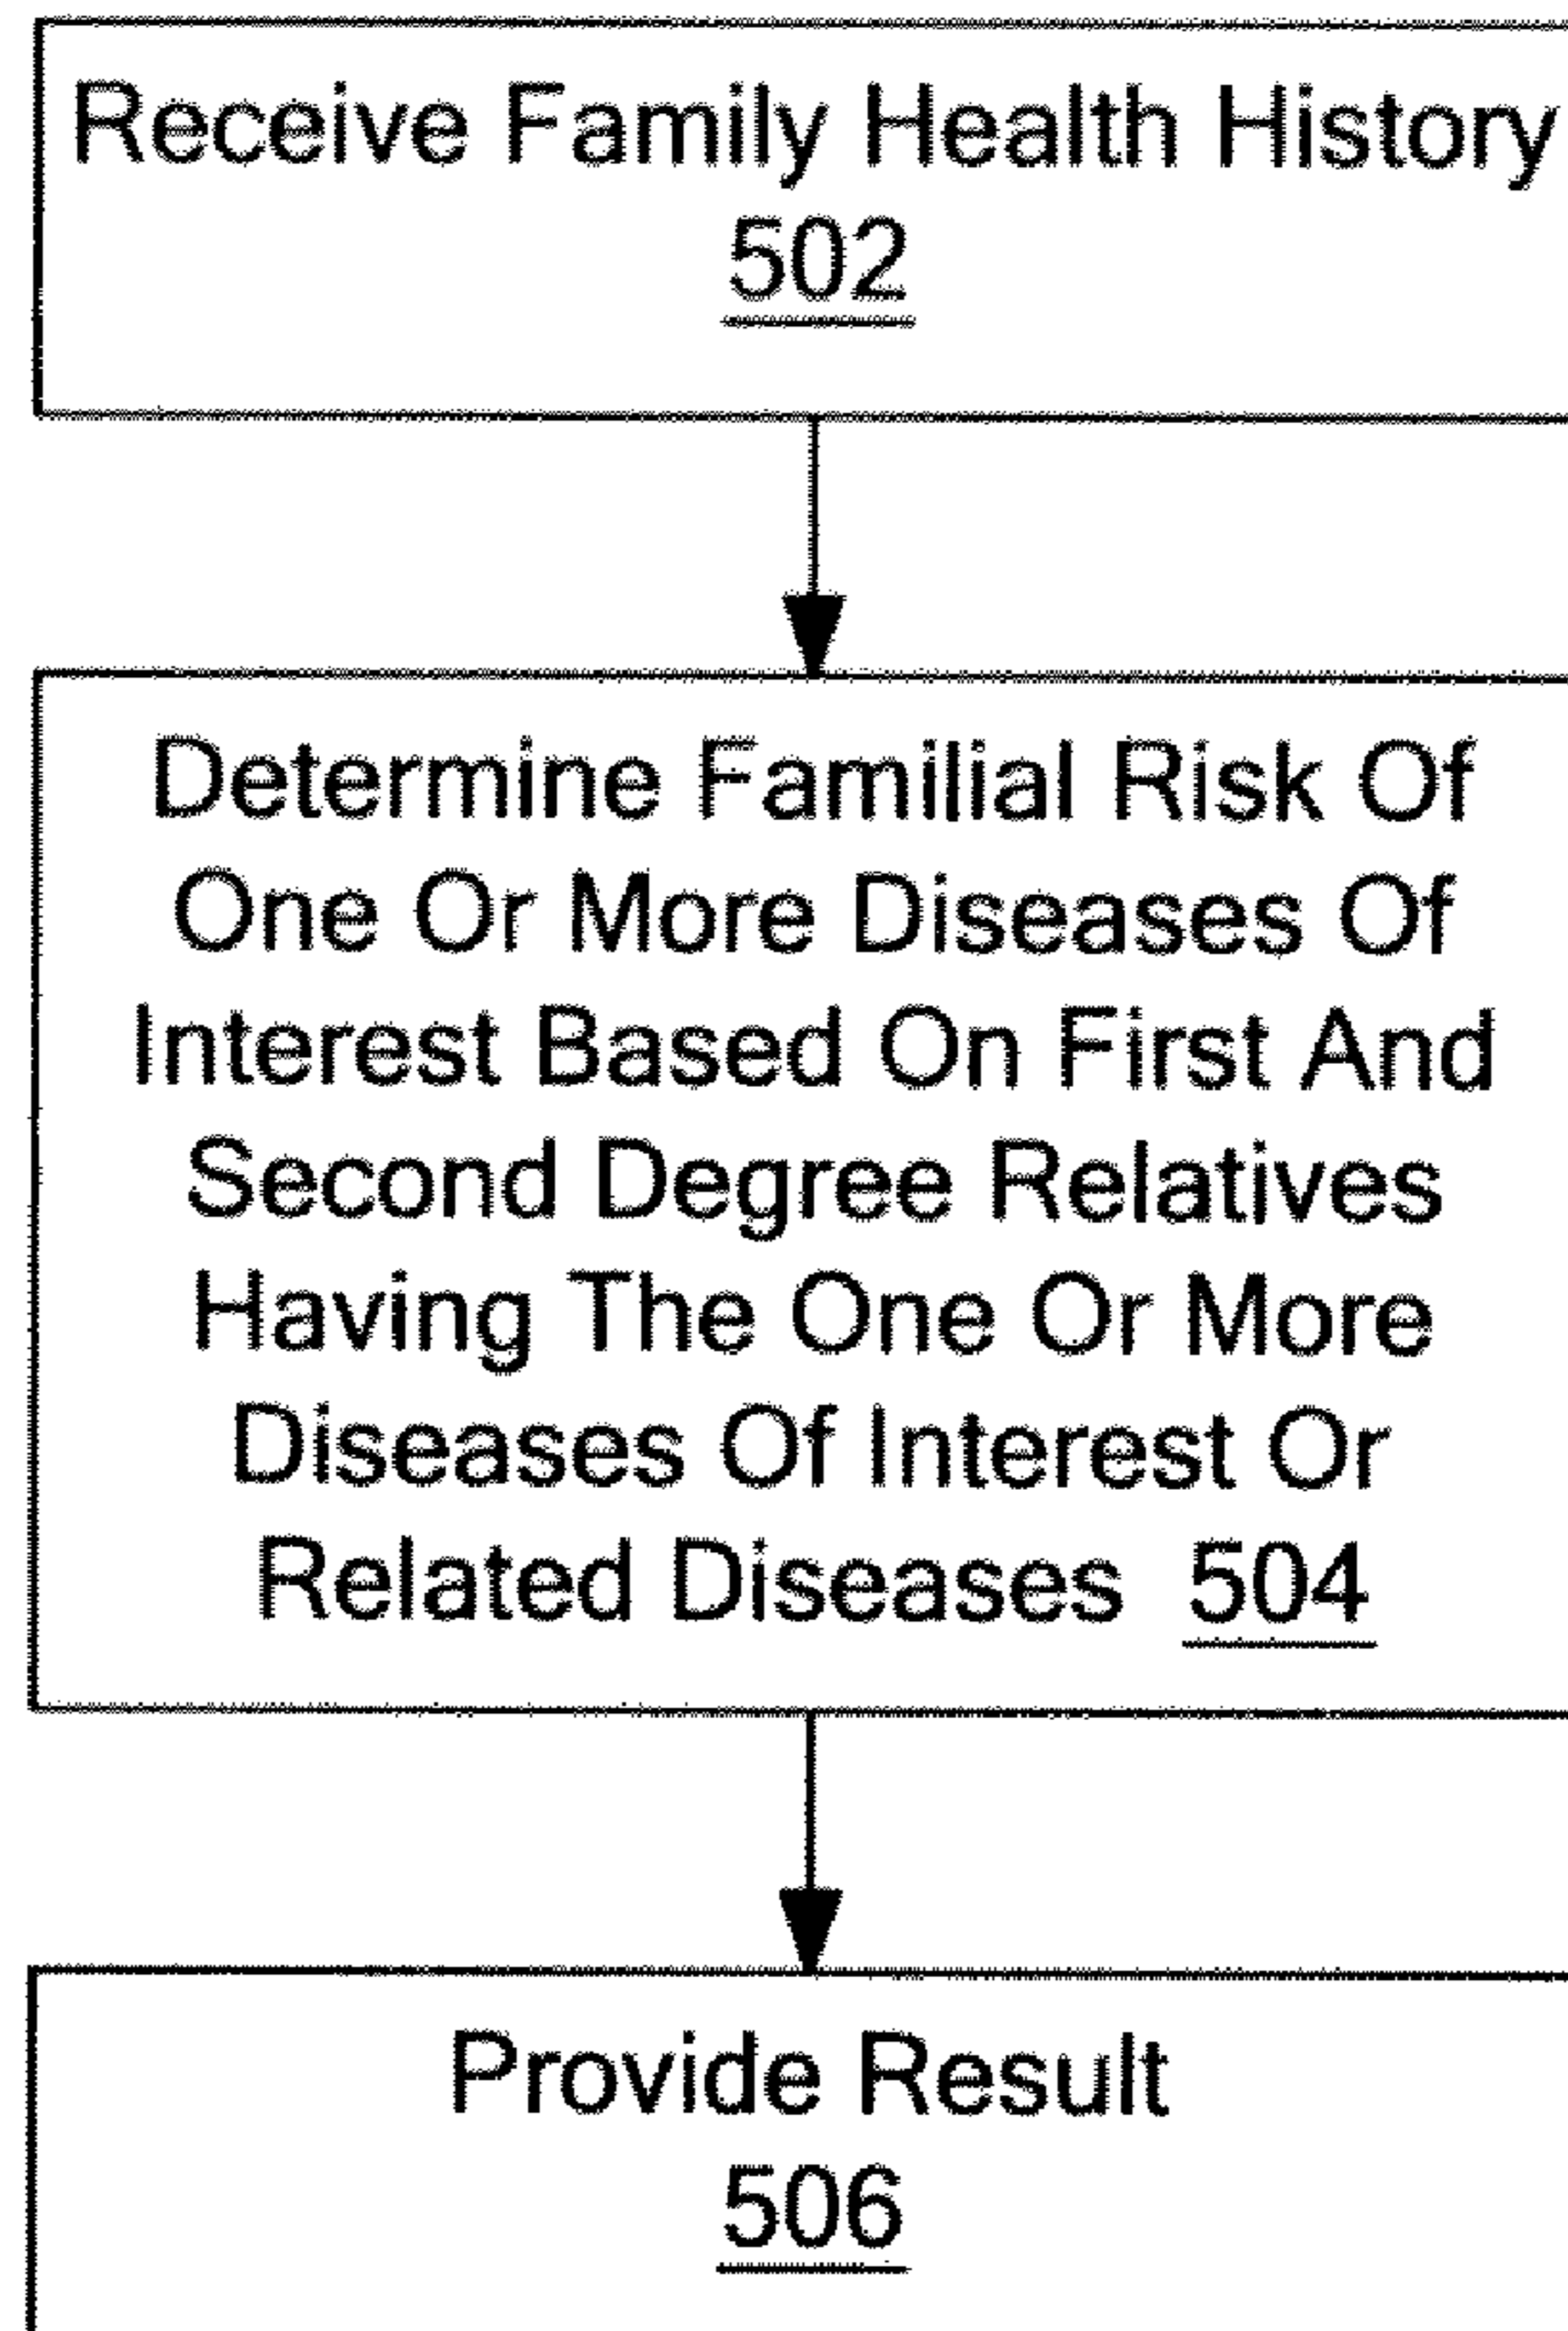 Receive Family Health History
502
Determine Familial Risk Of
One Or More Diseases Of
Interest Based On First And
Second Degree Relatives
Having The One Or More
Diseases Of Interest Or
Related Diseases 504
Provide Result
506